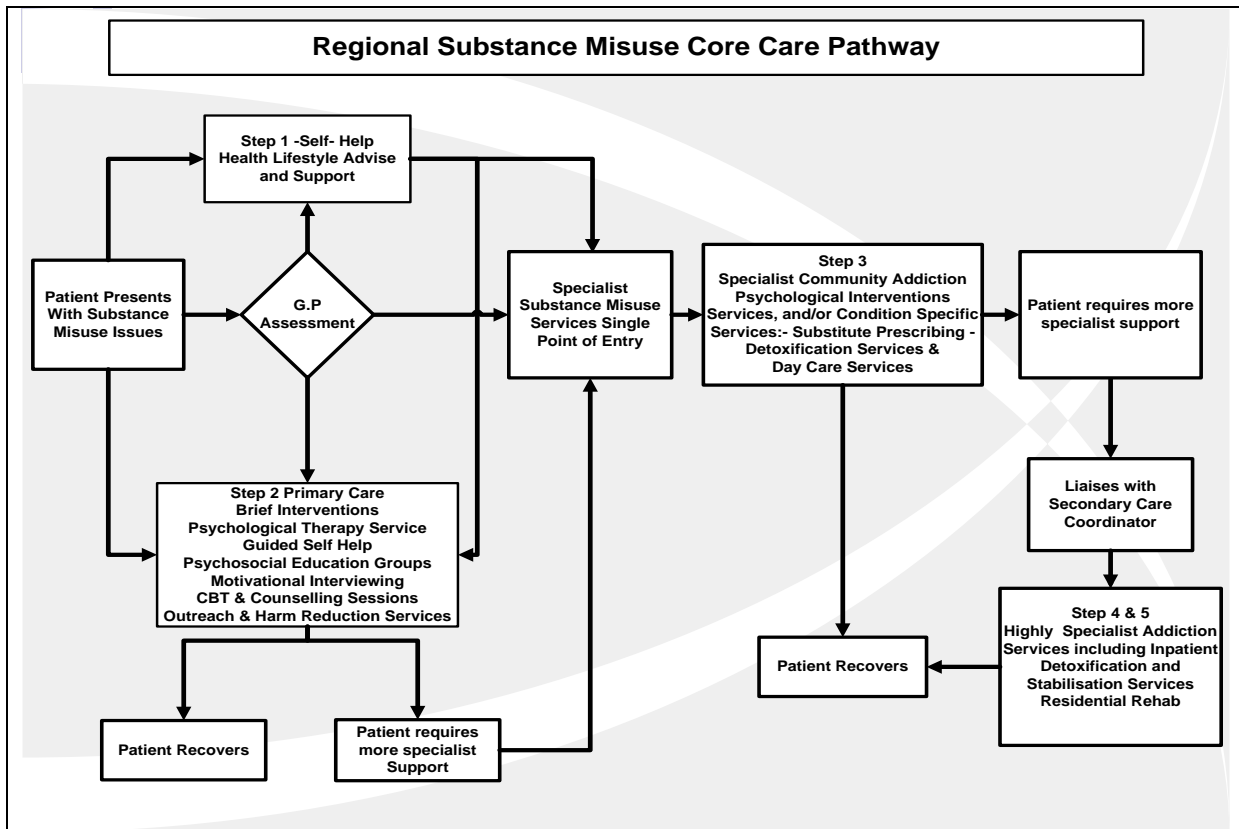 Regional Substance Misuse Core Care Pathway
Step 1 -Self- Help
Health Lifestyle Advise
and Support
Patient Presents
With Substance
Misuse Issues
G.P
Assessment
Specialist
Substance Misuse
Services Single
Point of Entry
Step 3
Specialist Community Addiction
Psychological Interventions
Services, and/or Condition Specific
Services:- Substitute Prescribing -
Detoxification Services &
Day Care Services
Patient requires more
specialist support
Liaises with
Secondary Care
Coordinator
Step 2 Primary Care
Brief Interventions
Psychological Therapy Service
Guided Self Help
Psychosocial Education Groups
Motivational Interviewing
CBT & Counselling Sessions
Outreach & Harm Reduction Services
Step 4 & 5
Highly Specialist Addiction
Services including Inpatient
Detoxification and
Stabilisation Services
Residential Rehab
Patient Recovers
Patient Recovers
Patient requires
more specialist
Support